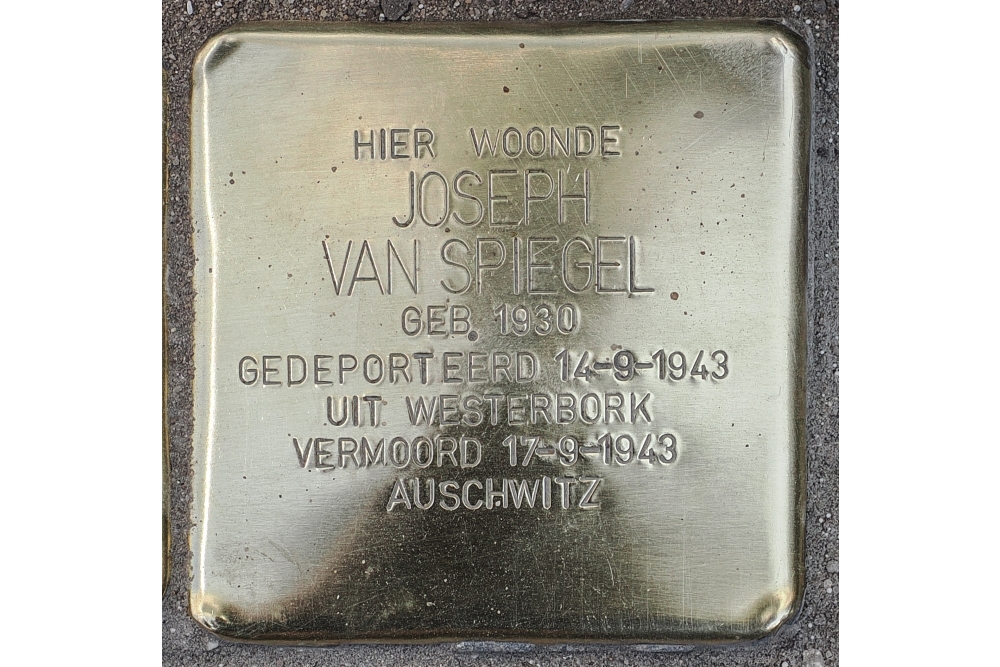 HIER WOONDE
JOSEPH
VAN SPIEGEL
GEB. 1930
GEDEPORTEERD 14-9-1943
UIT WESTERBORK
VERMOORD 17-9-1943
AUSCHWITZ